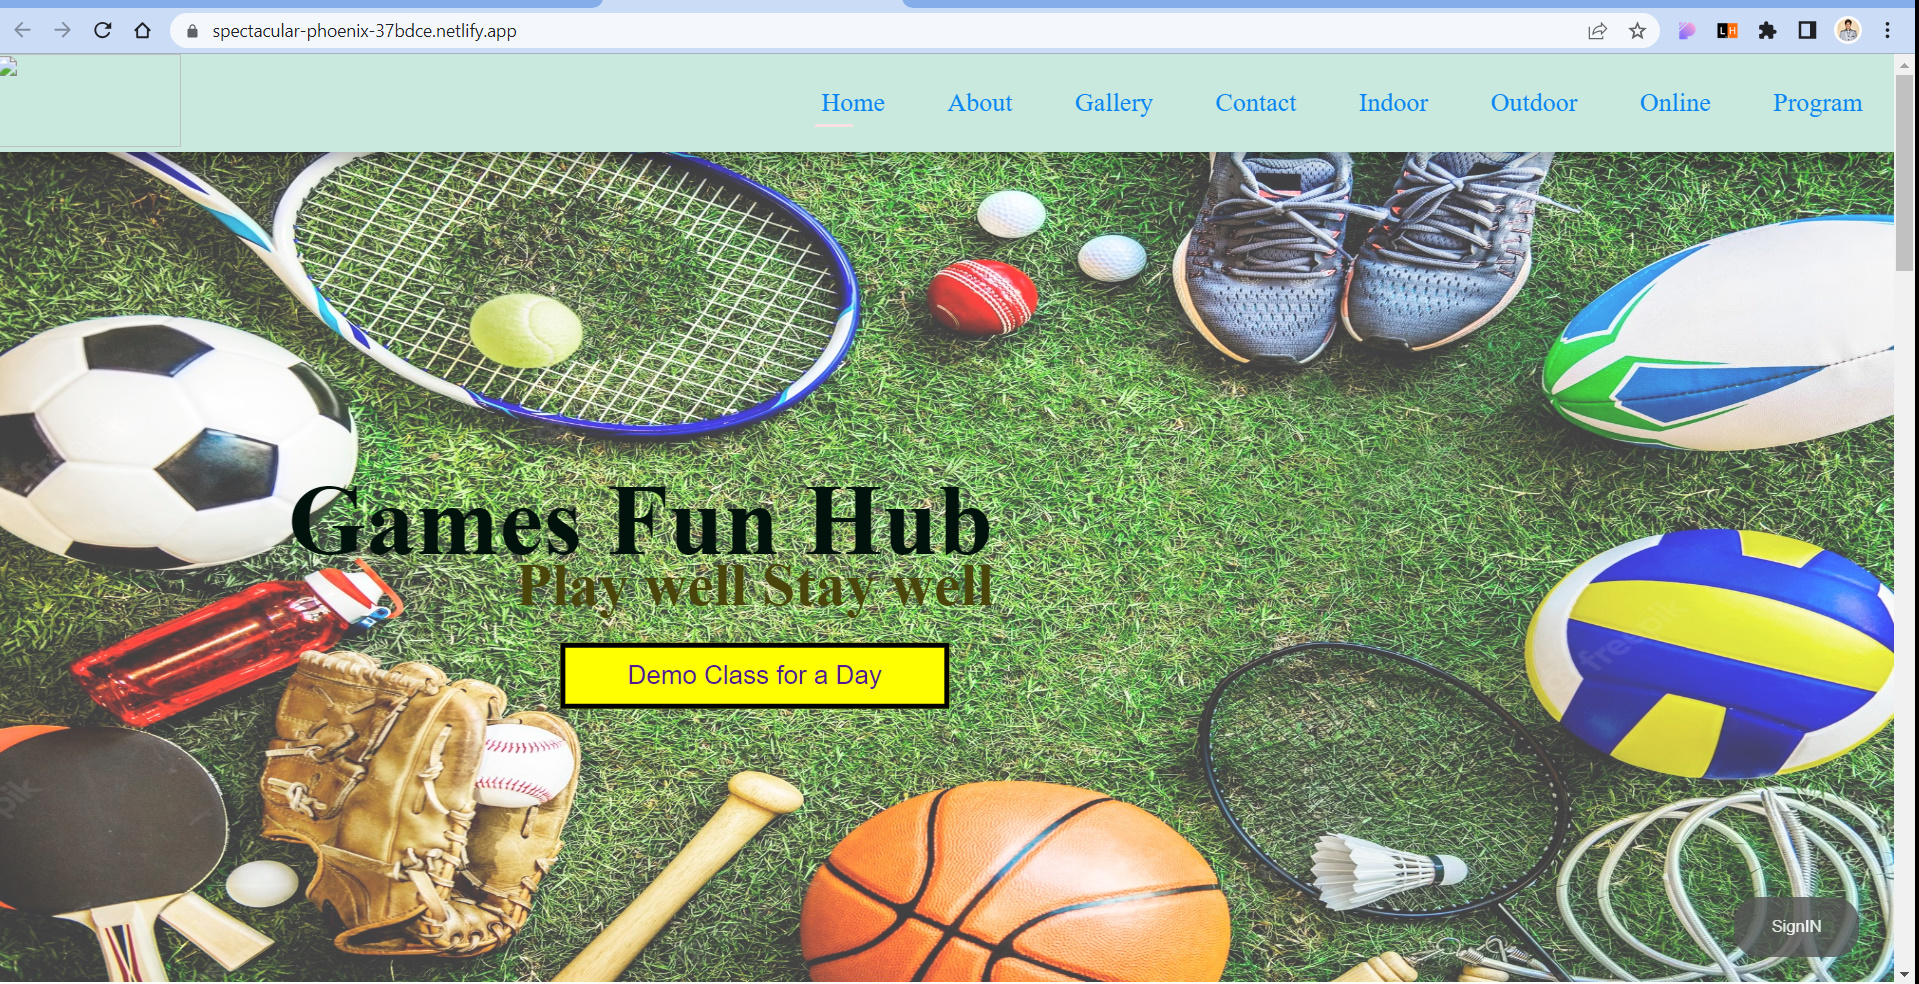 spectacular-phoenix-37bdce.netlify.app
L H
Home About Gallery Contact Indoor Outdoor Online Program
Games Fun Hub
Play well Stay well
freepik
Demo Class for a Day
SignIN